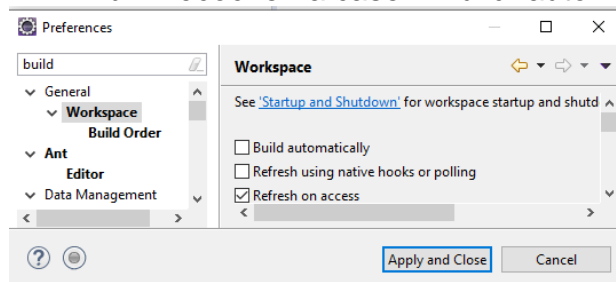 Preferences
build
General
Workspace
Build Order
Ant
Editor
Data Management
Workspace
See 'Startup and Shutdown' for workspace startup and shutd
Build automatically
Refresh using native hooks or polling
Refresh on access
Apply and Close
Cancel